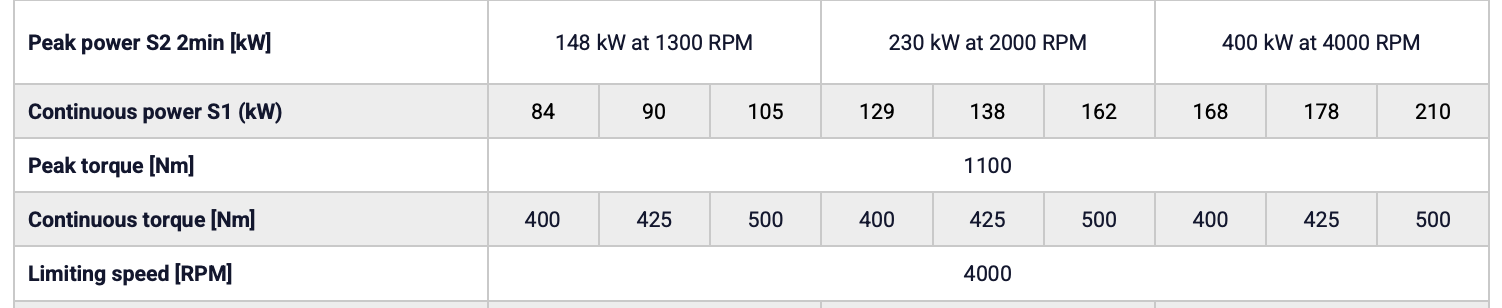 Peak power S2 2min [kW] 148 kW at 1300 RPM 230 kW at 2000 RPM 400 kW at 4000 RPM
Continuous power S1 (kW) 84 90 105 129 138 162 168 178 210
Peak torque [Nm] 1100
Continuous torque [Nm] 400 425 500 400 425 500 400 425 500
Limiting speed [RPM] 4000